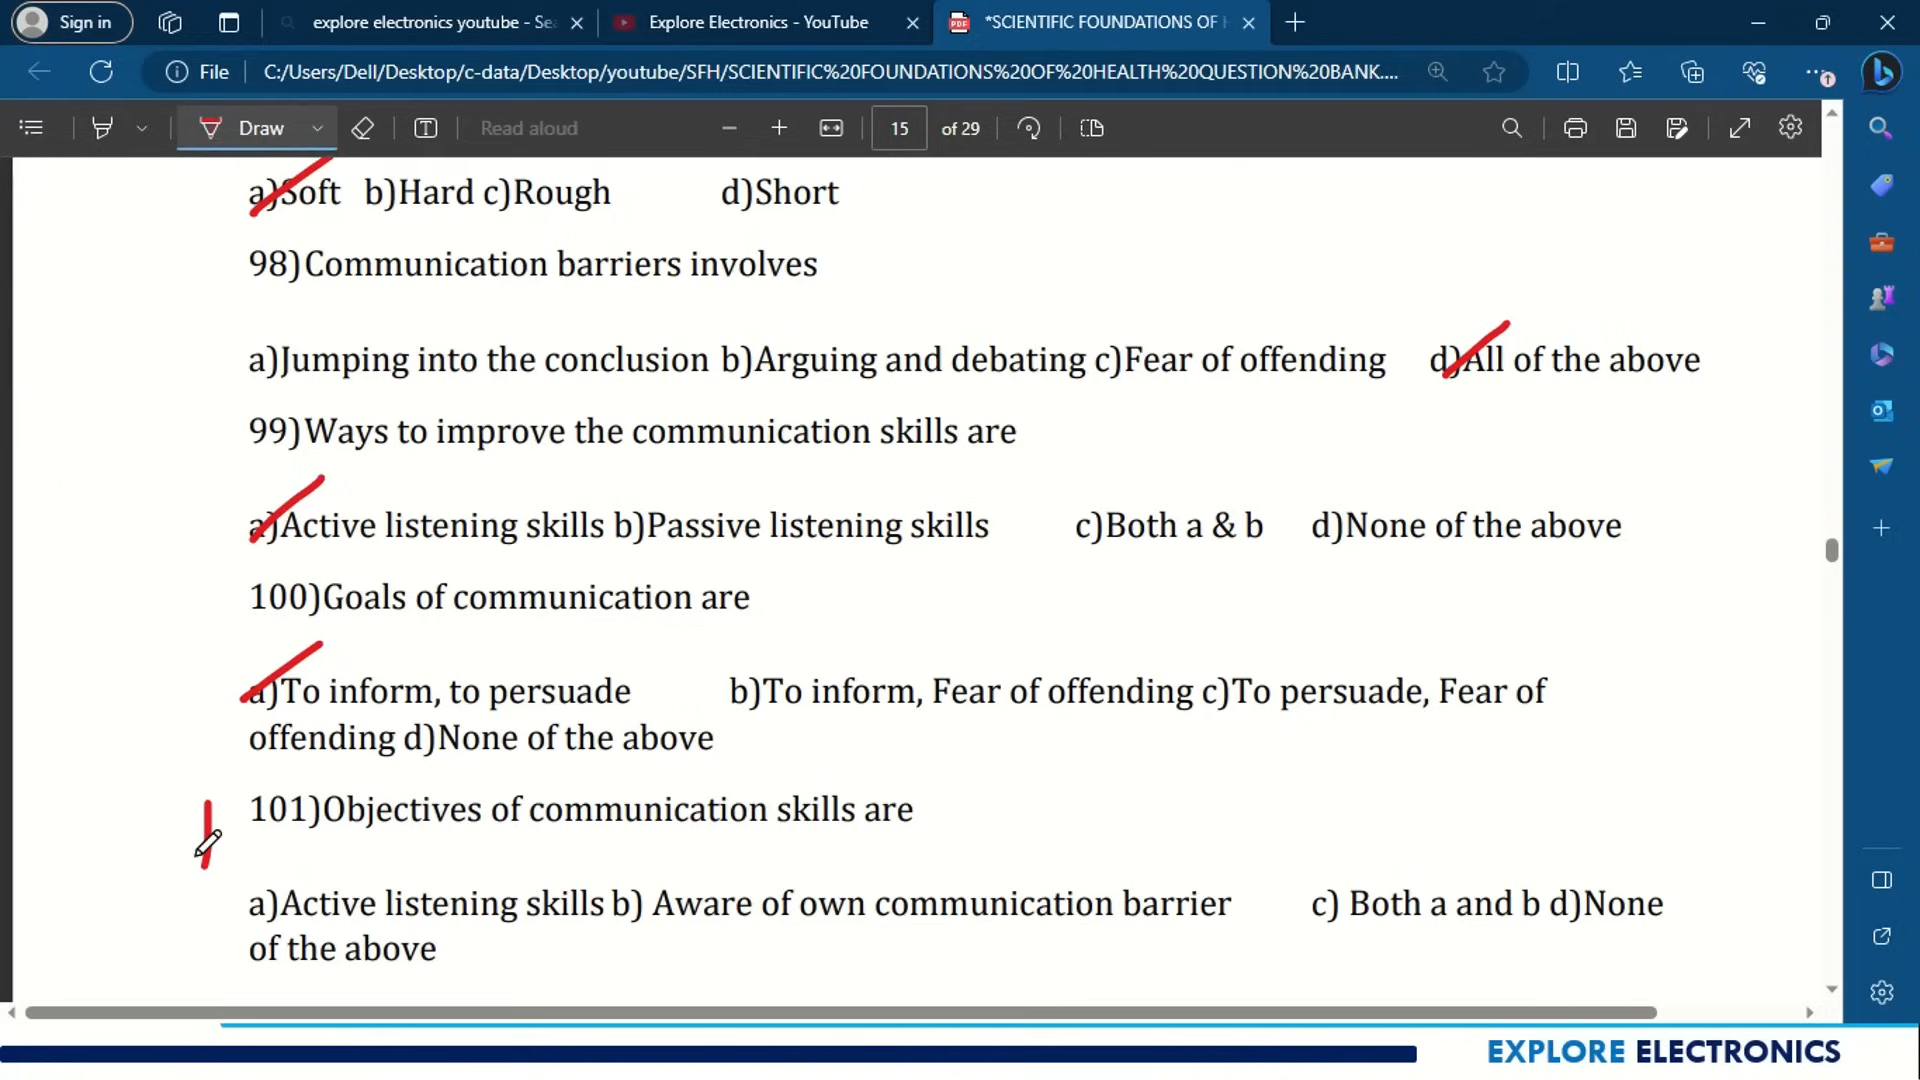 Sign in
explore electronics youtube - Se
Explore Electronics - YouTube
*SCIENTIFIC FOUNDATIONS OF
File
C:/Users/Dell/Desktop/c-data/Desktop/youtube/SFH/SCIENTIFIC%20FOUNDATIONS%20OF%20HEALTH%20QUESTION%20BANK....
Draw
Read aloud
15 of 29
a)Soft b)Hard c)Rough d)Short
98)Communication barriers involves
a)Jumping into the conclusion b)Arguing and debating c)Fear of offending d)All of the above
99)Ways to improve the communication skills are
a)Active listening skills b)Passive listening skills c)Both a & b d)None of the above
100)Goals of communication are
a)To inform, to persuade b)To inform, Fear of offending c)To persuade, Fear of
offending d)None of the above
101)Objectives of communication skills are
a)Active listening skills b) Aware of own communication barrier c) Both a and b d)None
of the above
EXPLORE ELECTRONICS